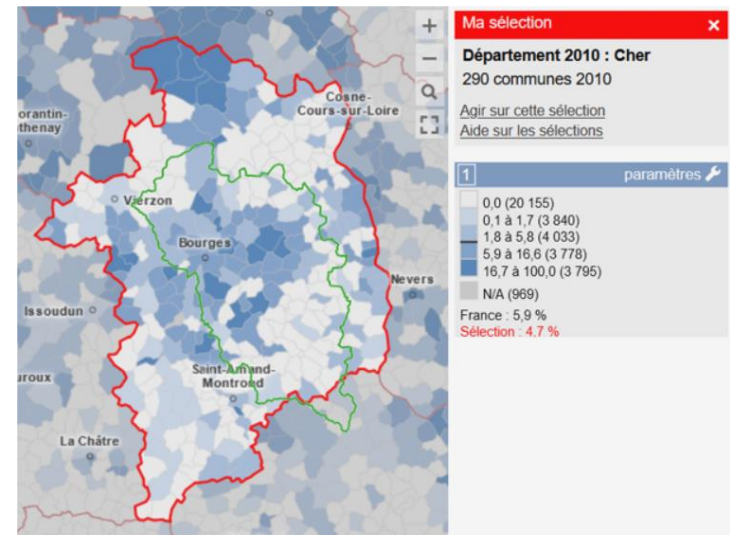 Cosne-
Cours-sur-Loire
orantin-
thenay
Vierzon
Bourges
Nevers
Issoudun
uroux
Saint-Amand-
Montrond
La Châtre
+
−
Ma sélection ×
Département 2010 : Cher
290 communes 2010
Agir sur cette sélection
Aide sur les sélections
1 paramètres
0,0 (20 155)
0,1 à 1,7 (3 840)
1,8 à 5,8 (4 033)
5,9 à 16,6 (3 778)
16,7 à 100,0 (3 795)
N/A (969)
France : 5,9 %
Sélection : 4,7 %